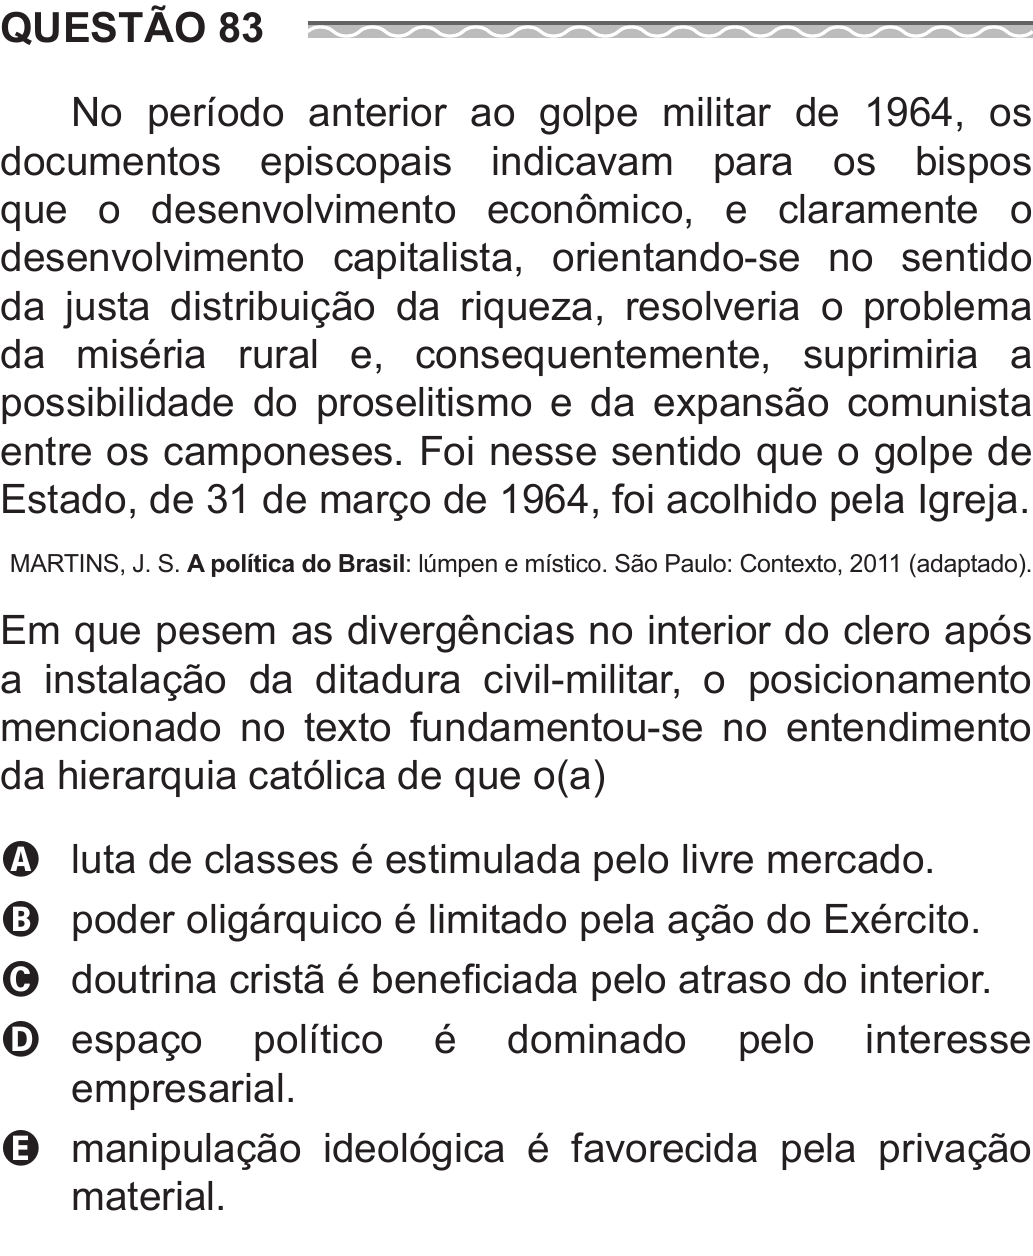 QUESTÃO 83
No período anterior ao golpe militar de 1964, os
documentos episcopais indicavam para os bispos
que o desenvolvimento econômico, e claramente o
desenvolvimento capitalista, orientando-se no sentido
da justa distribuição da riqueza, resolveria o problema
da miséria rural e, consequentemente, suprimiria a
possibilidade do proselitismo e da expansão comunista
entre os camponeses. Foi nesse sentido que o golpe de
Estado, de 31 de março de 1964, foi acolhido pela Igreja.
MARTINS, J. S. A política do Brasil: lúmpen e místico. São Paulo: Contexto, 2011 (adaptado).
Em que pesem as divergências no interior do clero após
a instalação da ditadura civil-militar, o posicionamento
mencionado no texto fundamentou-se no entendimento
da hierarquia católica de que o(a)
A luta de classes é estimulada pelo livre mercado.
B poder oligárquico é limitado pela ação do Exército.
C doutrina cristã é beneficiada pelo atraso do interior.
D espaço político é dominado pelo interesse
empresarial.
E manipulação ideológica é favorecida pela privação
material.